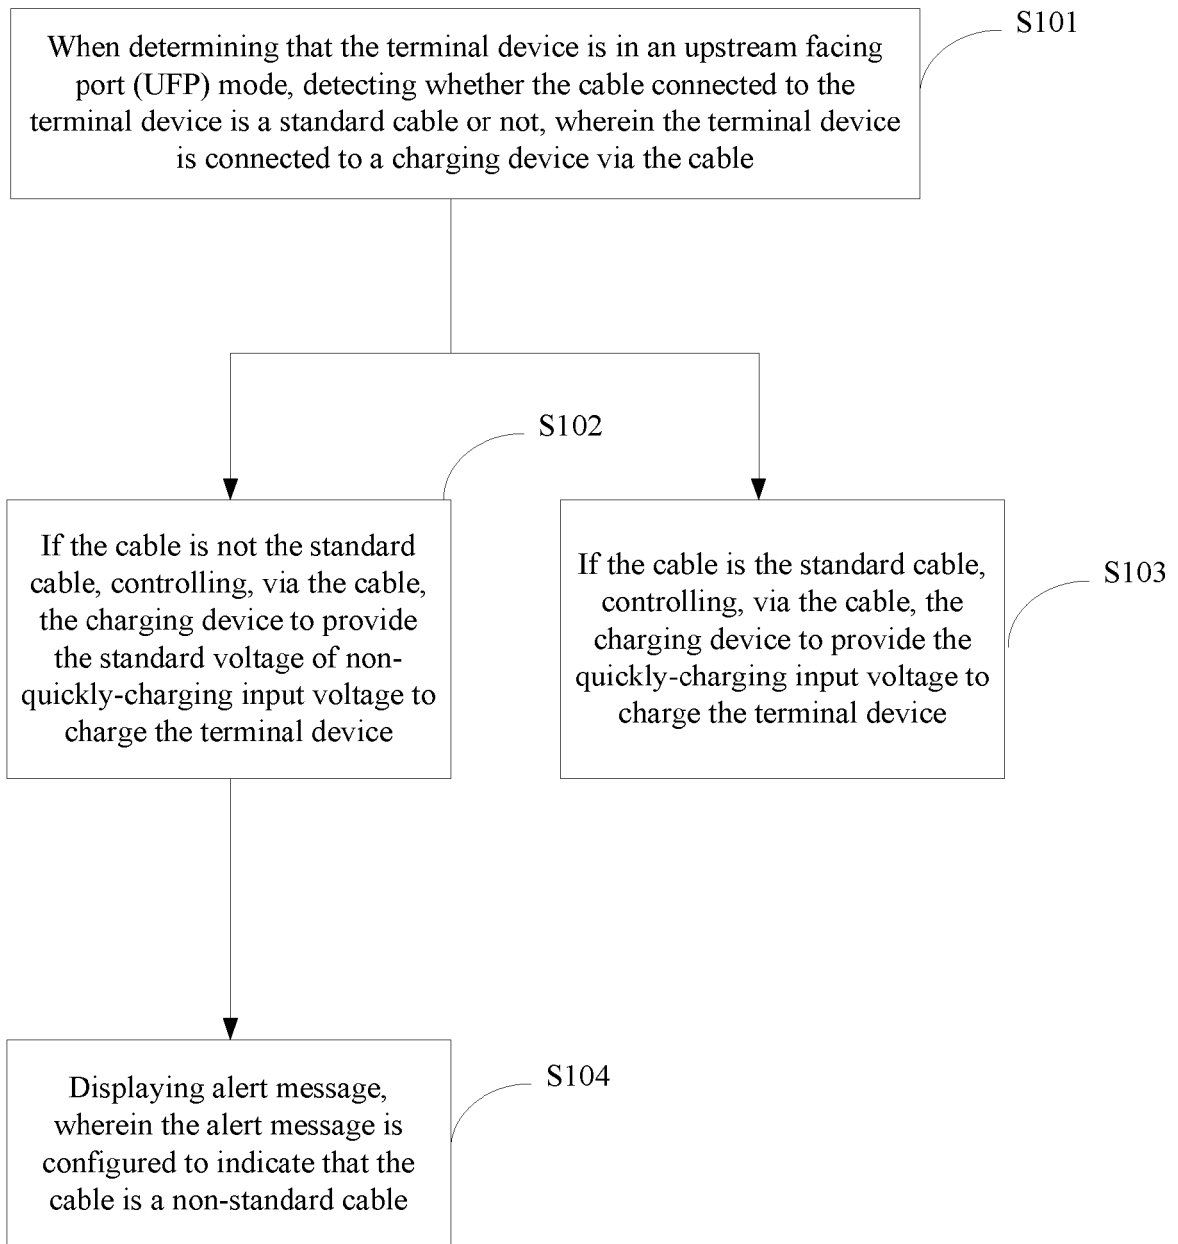 S101
When determining that the terminal device is in an upstream facing
port (UFP) mode, detecting whether the cable connected to the
terminal device is a standard cable or not, wherein the terminal device
is connected to a charging device via the cable
S102
If the cable is not the standard
cable, controlling, via the cable,
the charging device to provide
the standard voltage of non-
quickly-charging input voltage to
charge the terminal device
S103
If the cable is the standard cable,
controlling, via the cable, the
charging device to provide the
quickly-charging input voltage to
charge the terminal device
S104
Displaying alert message,
wherein the alert message is
configured to indicate that the
cable is a non-standard cable